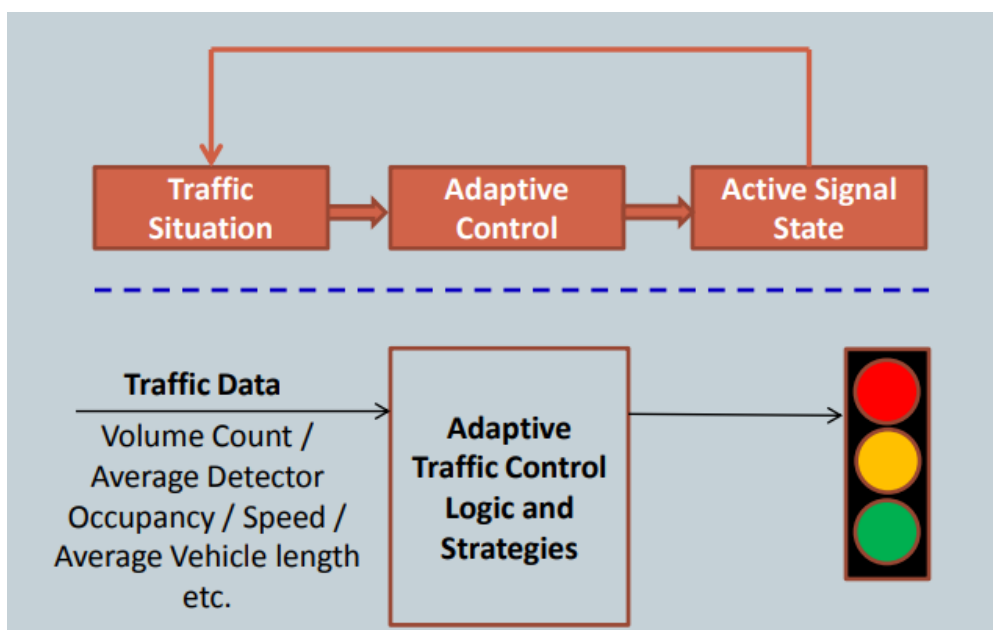 Traffic
Situation
Adaptive
Control
Active Signal
State
Traffic Data
Volume Count /
Average Detector
Occupancy / Speed /
Average Vehicle length
etc.
Adaptive
Traffic Control
Logic and
Strategies